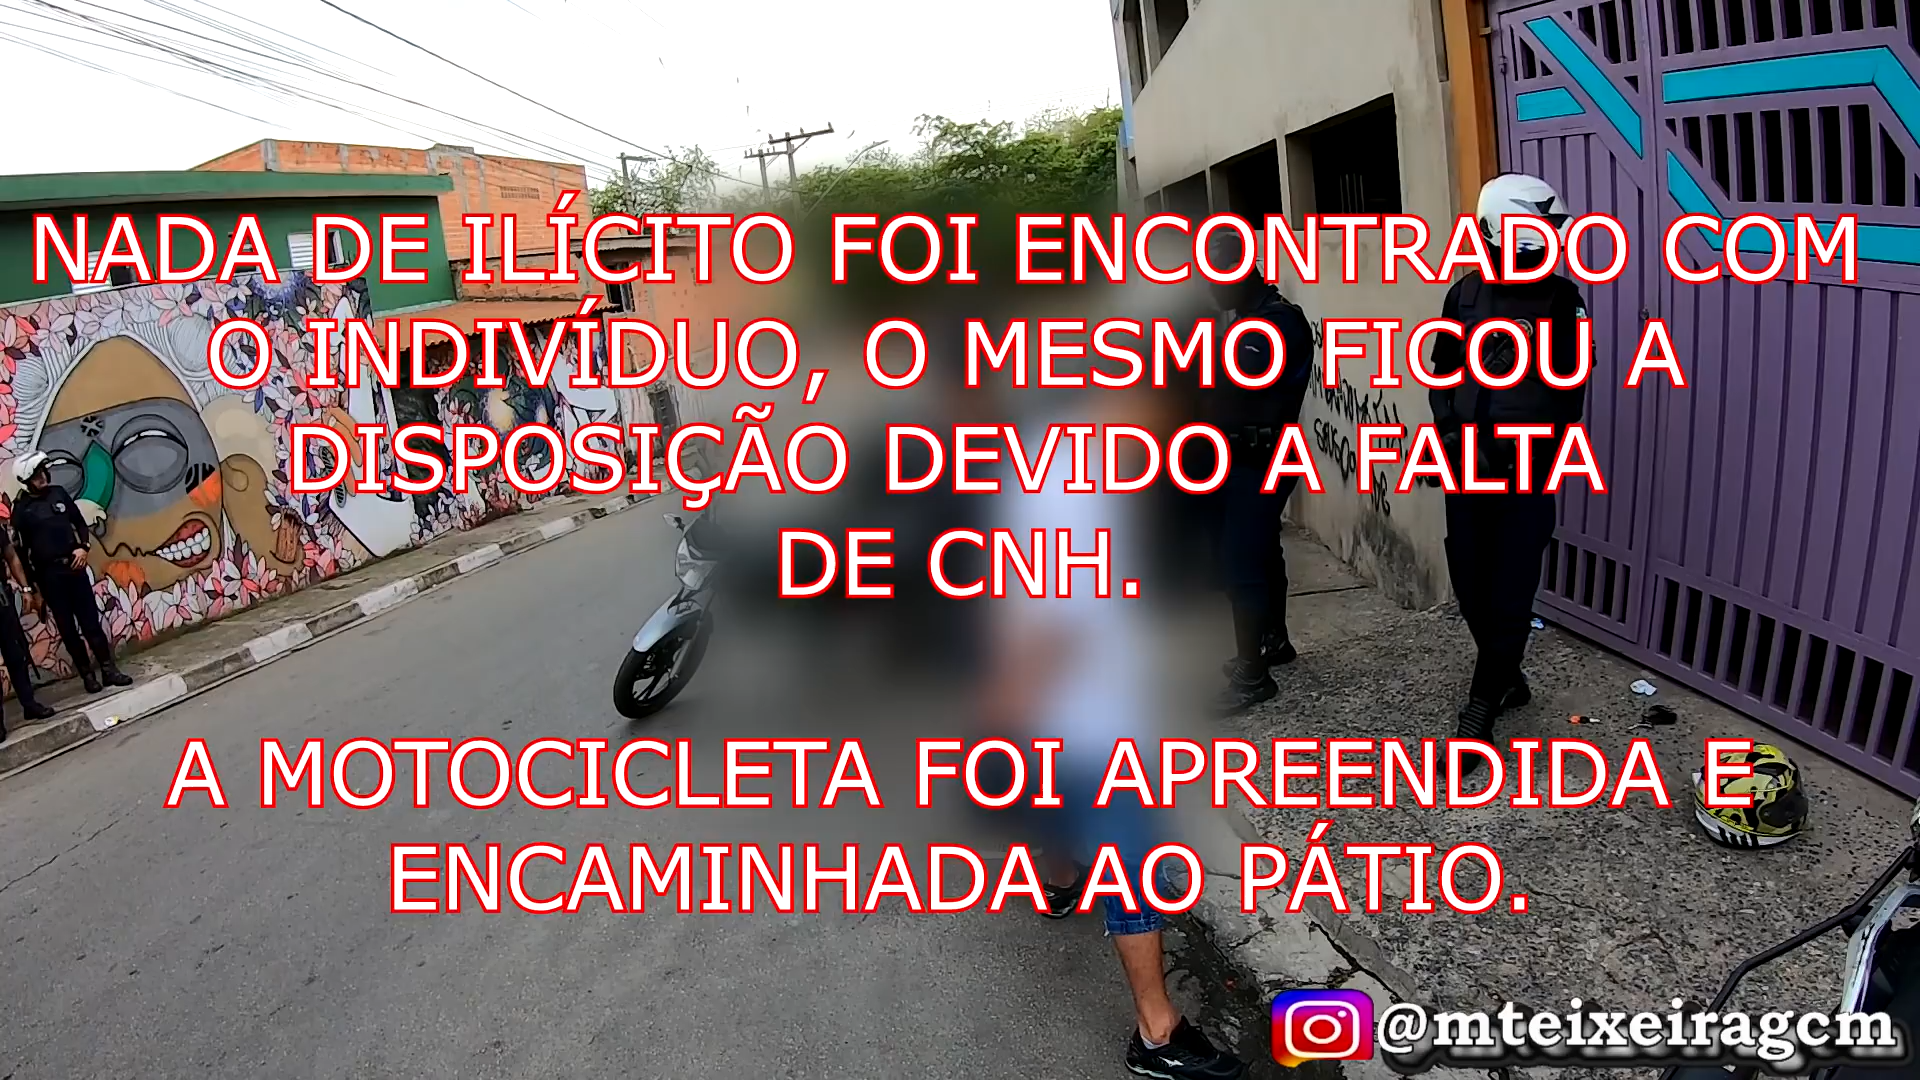 NADA DE ILÍCITO FOI ENCONTRADO COM
O INDIVÍDUO, O MESMO FICOU A
DISPOSIÇÃO DEVIDO A FALTA
DE CNH.
A MOTOCICLETA FOI APREENDIDA E
ENCAMINHADA AO PÁTIO.
@mteixeiragcm